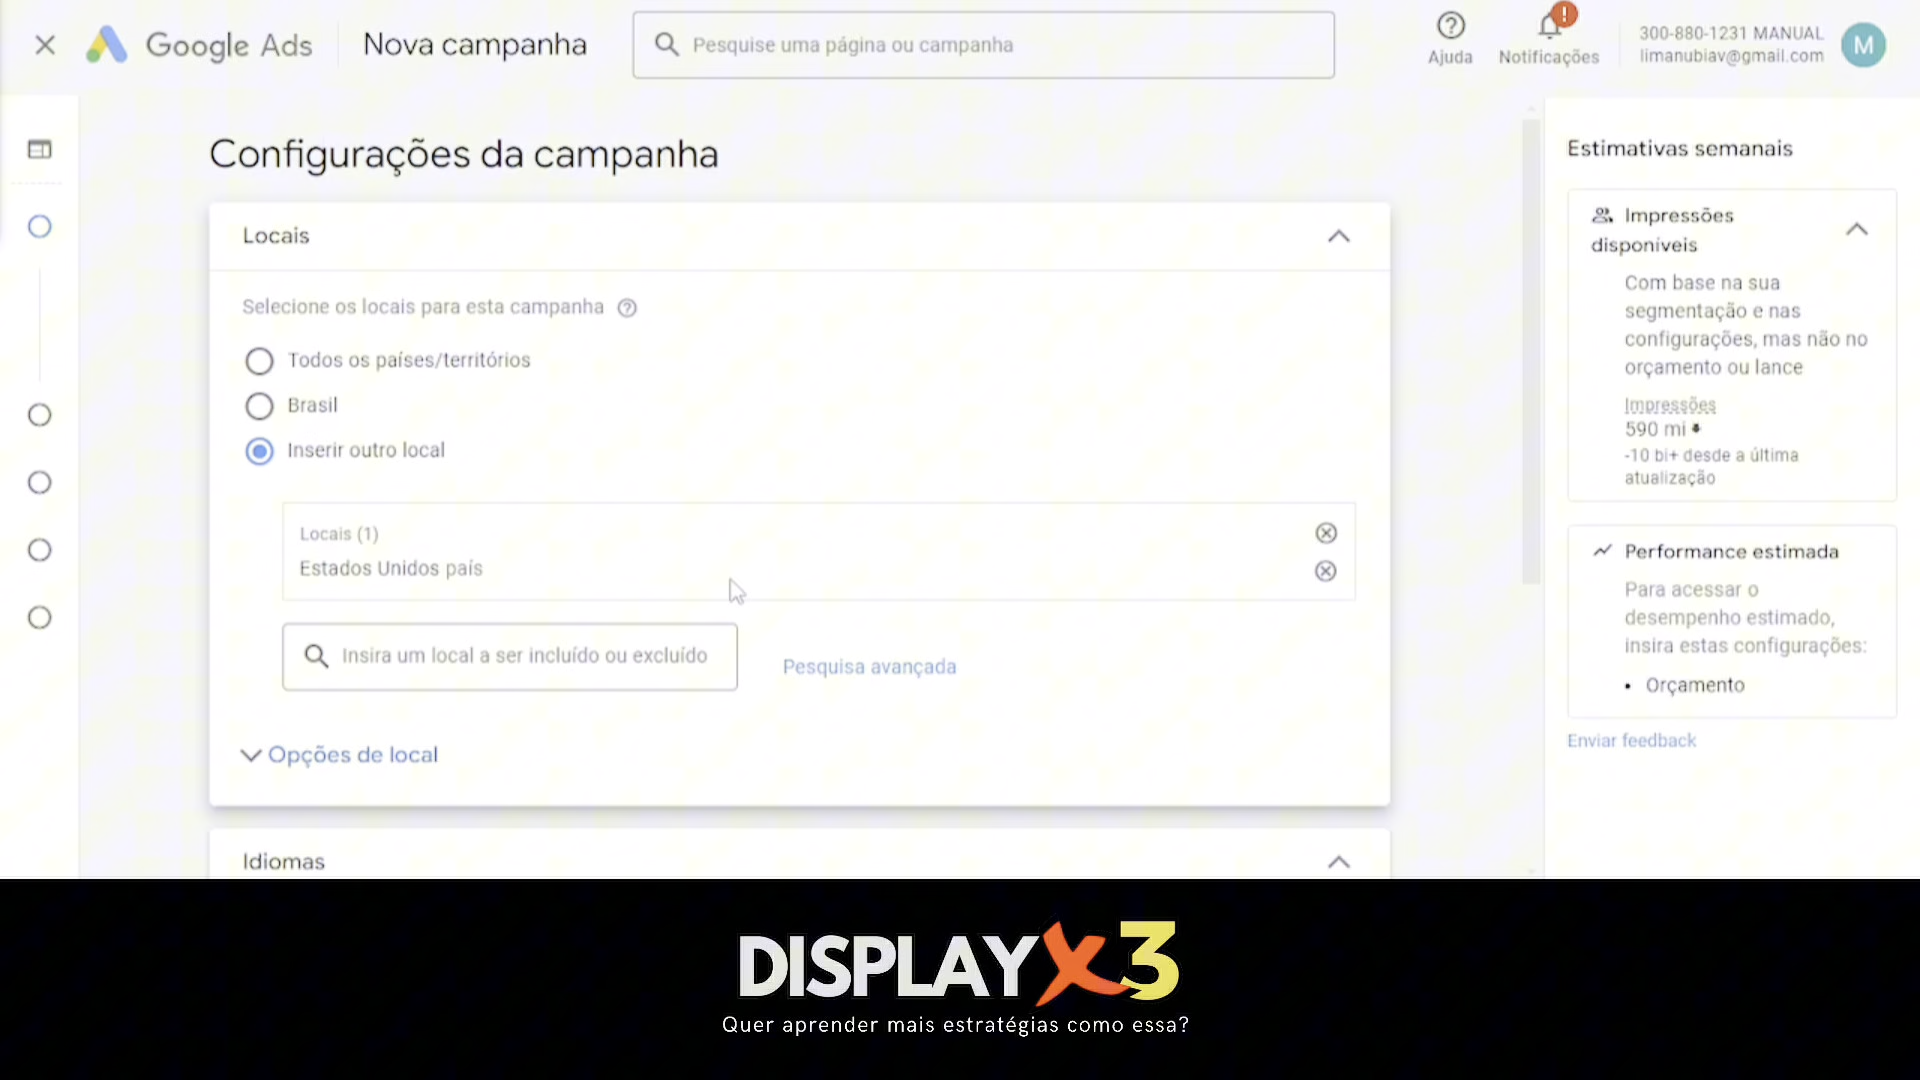 Google Ads
Nova campanha
Pesquise uma página ou campanha
Ajuda
Notificações
300-880-1231 MANUAL
limanubiav@gmail.com
M
Configurações da campanha
Locais
Selecione os locais para esta campanha
Todos os países/territórios
Brasil
Inserir outro local
Locais (1)
Estados Unidos país
Insira um local a ser incluído ou excluído
Pesquisa avançada
Opções de local
Idiomas
Estimativas semanais
Impressões
disponíveis
Com base na sua
segmentação e nas
configurações, mas não no
orçamento ou lance
Impressões
590 mi
-10 bi+ desde a última
atualização
Performance estimada
Para acessar o
desempenho estimado,
insira estas configurações:
• Orçamento
Enviar feedback
DISPLAYX3
Quer aprender mais estratégias como essa?